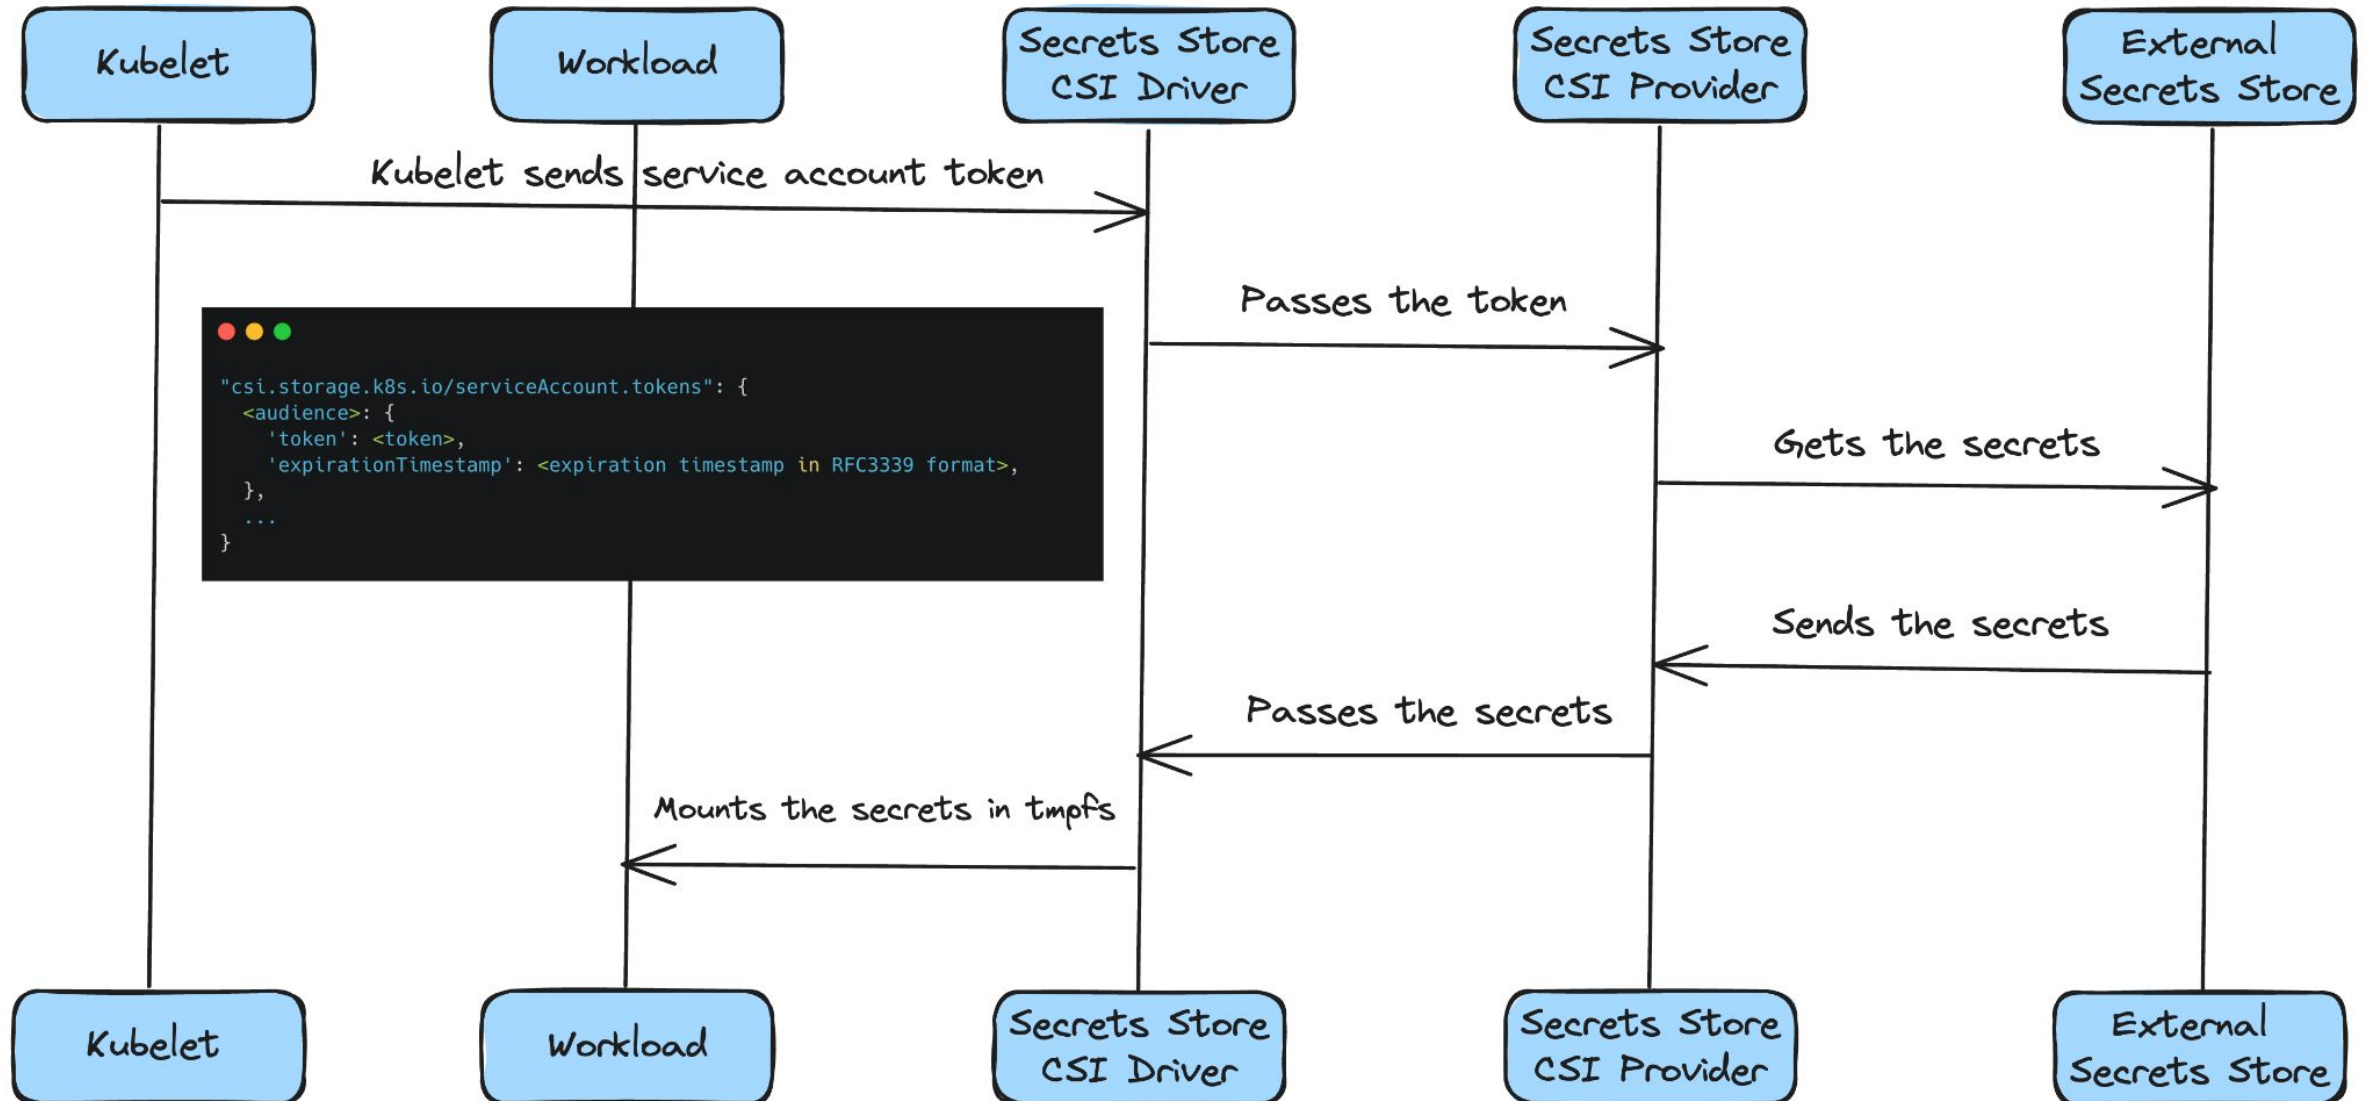 Kubelet
Workload
Secrets Store
CSI Driver
Secrets Store
CSI Provider
External
Secrets Store
Kubelet sends service account token
Passes the token
"csi.storage.k8s.io/serviceAccount.tokens": {
  <audience>: {
    'token': <token>,
    'expirationTimestamp': <expiration timestamp in RFC3339 format>,
  },
  ...
}
Gets the secrets
Sends the secrets
Passes the secrets
Mounts the secrets in tmpfs
Kubelet
Workload
Secrets Store
CSI Driver
Secrets Store
CSI Provider
External
Secrets Store